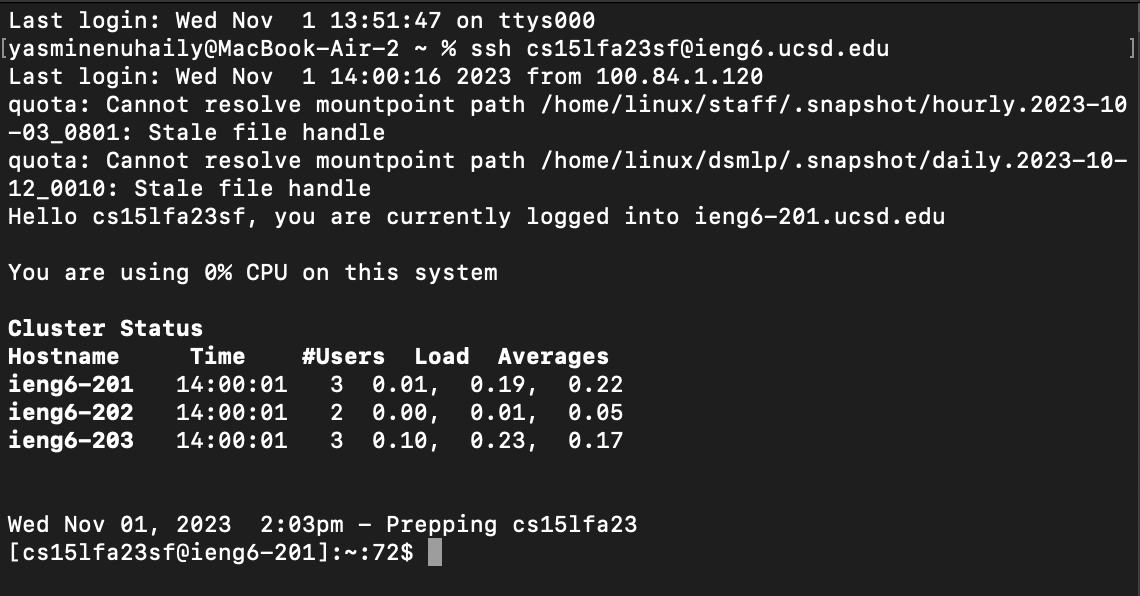 Last login: Wed Nov  1 13:51:47 on ttys000
[yasminenuhaily@MacBook-Air-2 ~ % ssh cs15lfa23sf@ieng6.ucsd.edu ]
Last login: Wed Nov  1 14:00:16 2023 from 100.84.1.120
quota: Cannot resolve mountpoint path /home/linux/staff/.snapshot/hourly.2023-10
-03_0801: Stale file handle
quota: Cannot resolve mountpoint path /home/linux/dsmlp/.snapshot/daily.2023-10-
12_0010: Stale file handle
Hello cs15lfa23sf, you are currently logged into ieng6-201.ucsd.edu
You are using 0% CPU on this system
Cluster Status
Hostname     Time    #Users  Load  Averages
ieng6-201   14:00:01   3  0.01,  0.19,  0.22
ieng6-202   14:00:01   2  0.00,  0.01,  0.05
ieng6-203   14:00:01   3  0.10,  0.23,  0.17
Wed Nov 01, 2023  2:03pm - Prepping cs15lfa23
[cs15lfa23sf@ieng6-201]:~:72$